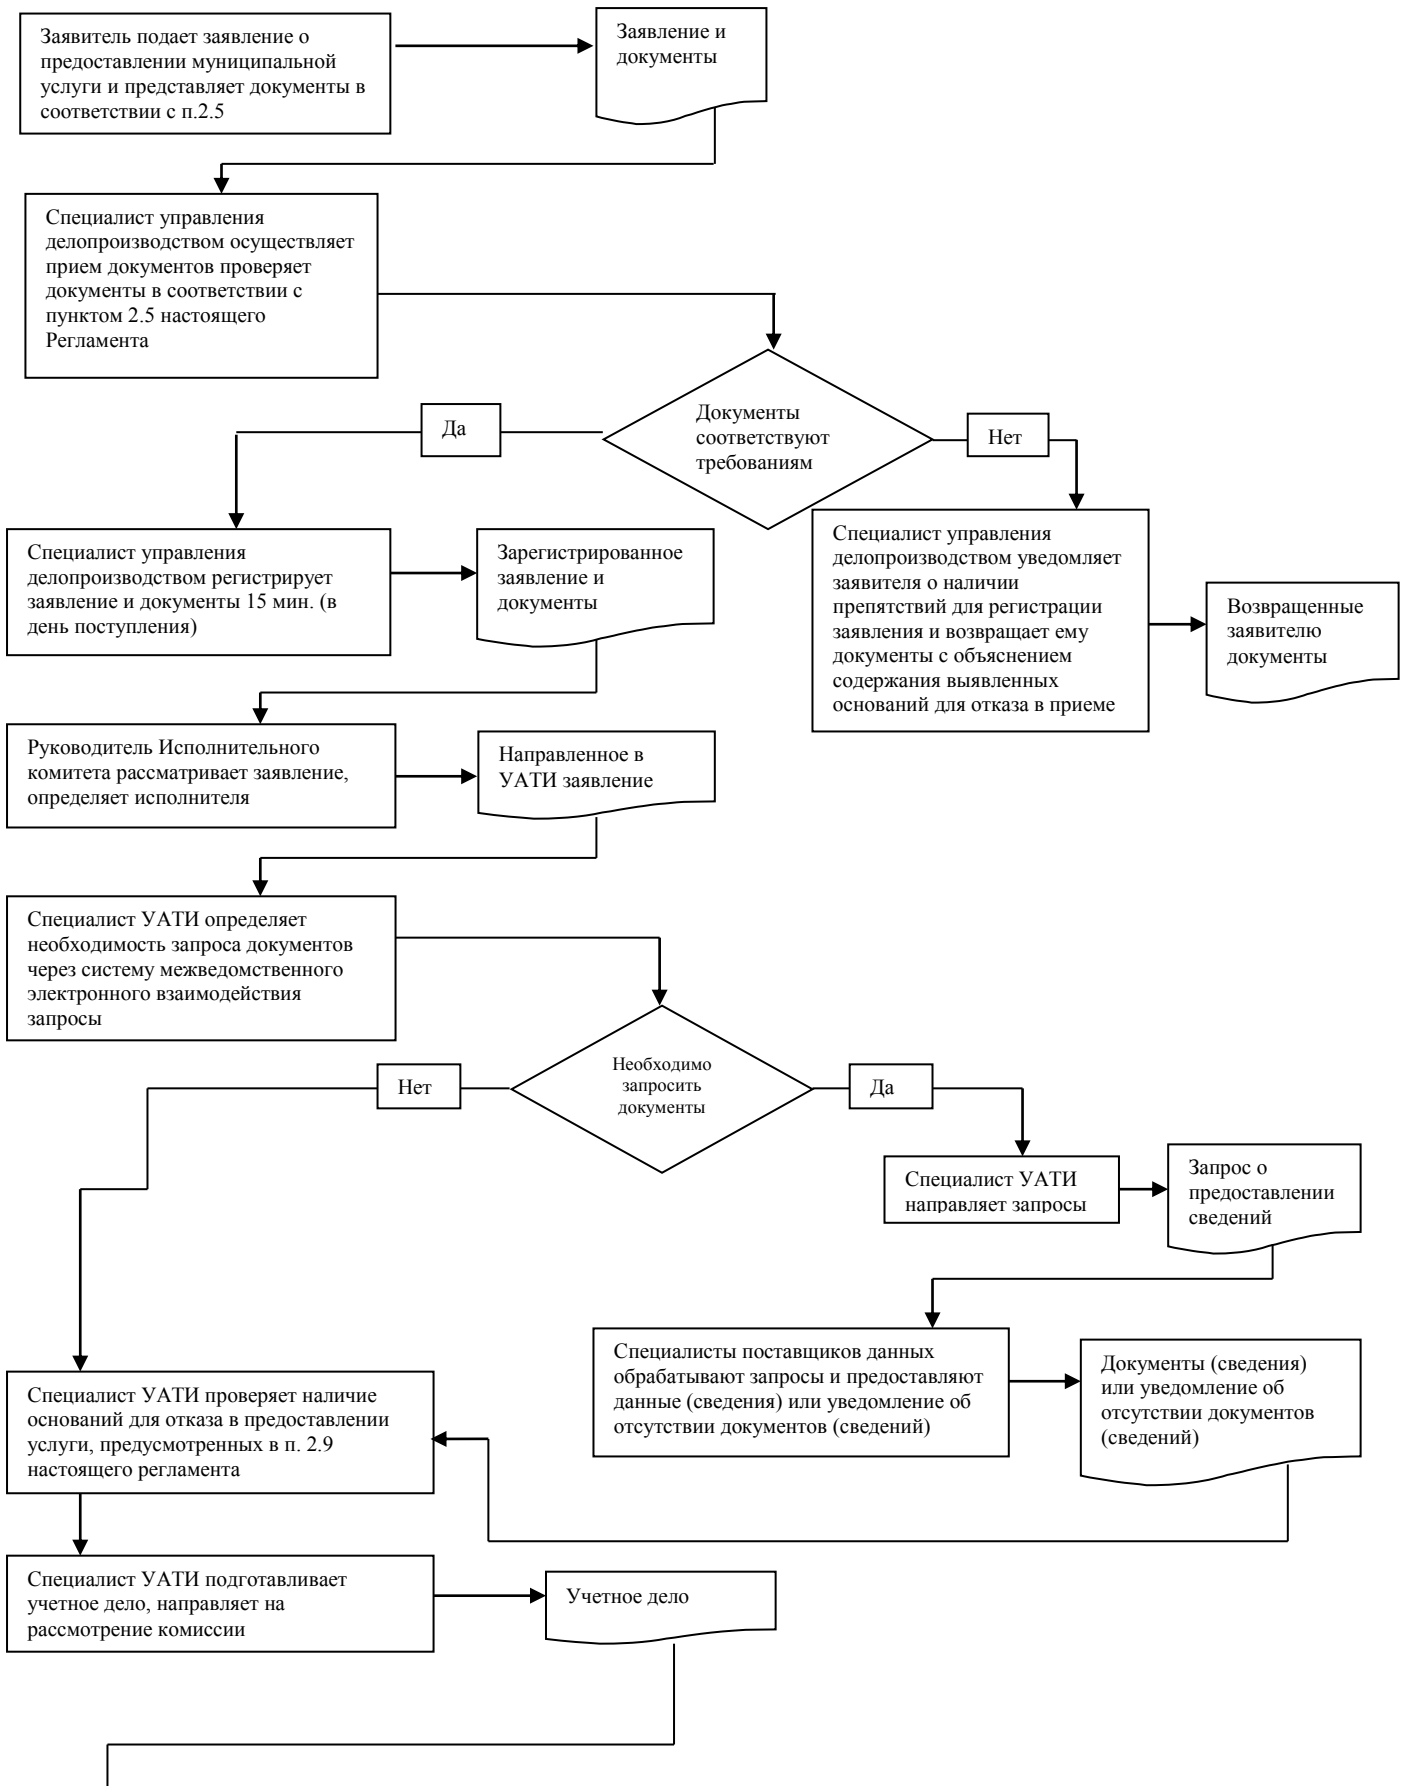 Заявитель подает заявление о
предоставлении муниципальной
услуги и представляет документы в
соответствии с п.2.5
Заявление и
документы
Специалист управления
делопроизводством осуществляет
прием документов проверяет
документы в соответствии с
пунктом 2.5 настоящего
Регламента
Документы
соответствуют
требованиям
Да
Нет
Специалист управления
делопроизводством регистрирует
заявление и документы 15 мин. (в
день поступления)
Зарегистрированное
заявление и
документы
Специалист управления
делопроизводством уведомляет
заявителя о наличии
препятствий для регистрации
заявления и возвращает ему
документы с объяснением
содержания выявленных
оснований для отказа в приеме
Возвращенные
заявителю
документы
Руководитель Исполнительного
комитета рассматривает заявление,
определяет исполнителя
Направленное в
УАТИ заявление
Специалист УАТИ определяет
необходимость запроса документов
через систему межведомственного
электронного взаимодействия
запросы
Необходимо
запросить
документы
Нет
Да
Специалист УАТИ
направляет запросы
Запрос о
предоставлении
сведений
Специалисты поставщиков данных
обрабатывают запросы и предоставляют
данные (сведения) или уведомление об
отсутствии документов (сведений)
Документы (сведения)
или уведомление об
отсутствии документов
(сведений)
Специалист УАТИ проверяет наличие
оснований для отказа в предоставлении
услуги, предусмотренных в п. 2.9
настоящего регламента
Специалист УАТИ подготавливает
учетное дело, направляет на
рассмотрение комиссии
Учетное дело